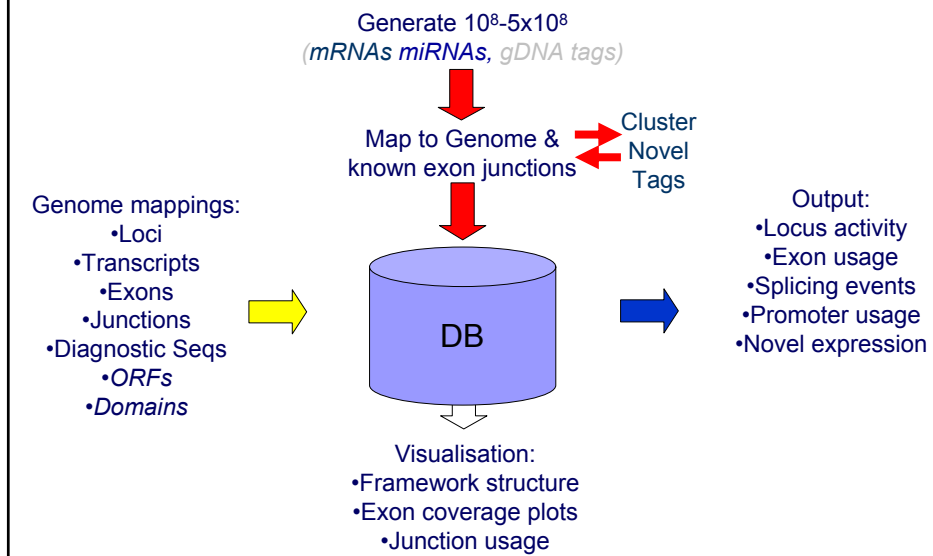 Generate 10⁸-5x10⁸
(mRNAs miRNAs, gDNA tags)
Map to Genome &
known exon junctions
Cluster
Novel
Tags
Genome mappings:
•Loci
•Transcripts
•Exons
•Junctions
•Diagnostic Seqs
•ORFs
•Domains
DB
Output:
•Locus activity
•Exon usage
•Splicing events
•Promoter usage
•Novel expression
Visualisation:
•Framework structure
•Exon coverage plots
•Junction usage